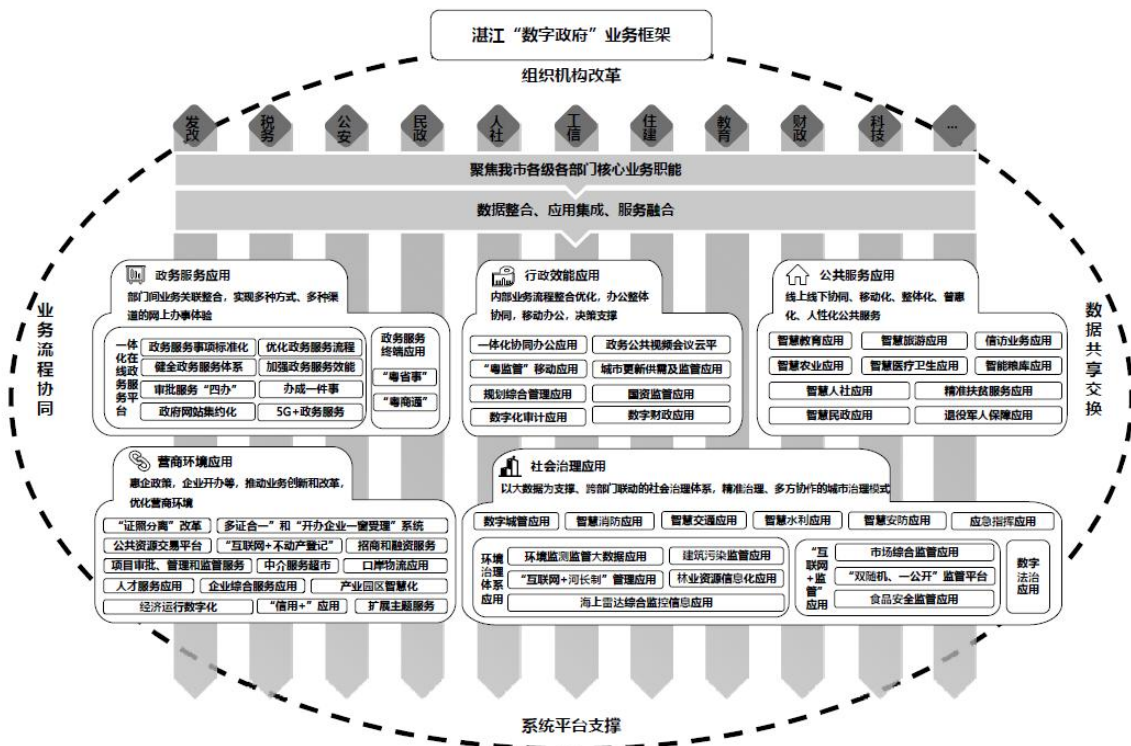 湛江“数字政府”业务框架
组织机构改革
发改
税务
公安
民政
人社
工信
住建
教育
财政
科技
...
聚焦我市各级各部门核心业务职能
数据整合、应用集成、服务融合
业务流程协同
数据共享交换
政务服务应用
部门间业务关联整合，实现多种方式、多种渠
道的网上办事体验
一体化在线政务服务平台
政务服务事项标准化
优化政务服务流程
健全政务服务体系
加强政务服务效能
审批服务“四办”
办成一件事
政府网站集约化
5G+政务服务
政务服务
终端应用
“粤省事”
“粤商通”
行政效能应用
内部业务流程整合优化，办公整体
协同，移动办公，决策支撑
一体化协同办公应用
政务公共视频会议云平
“粤监管”移动应用
城市更新供需及监管应用
规划综合管理应用
国资监管应用
数字化审计应用
数字财政应用
公共服务应用
线上线下协同、移动化、整体化、普惠
化、人性化公共服务
智慧教育应用
智慧旅游应用
信访业务应用
智慧农业应用
智慧医疗卫生应用
智能粮库应用
智慧人社应用
精准扶贫服务应用
智慧民政应用
退役军人保障应用
营商环境应用
惠企政策，企业开办等，推动业务创新和改革，
优化营商环境
“证照分离”改革
多证合一”和“开办企业一窗受理”系统
公共资源交易平台
“互联网+不动产登记”
招商和融资服务
项目审批、管理和监管服务
中介服务超市
口岸物流应用
人才服务应用
企业综合服务应用
产业园区智慧化
经济运行数字化
“信用+”应用
扩展主题服务
社会治理应用
以大数据为支撑、跨部门联动的社会治理体系，精准治理、多方协作的城市治理模式
数字城管应用
智慧消防应用
智慧交通应用
智慧水利应用
智慧安防应用
应急指挥应用
环境
治理
体系
应用
环境监测监管大数据应用
建筑污染监管应用
“互联网+河长制”管理应用
林业资源信息化应用
海上雷达综合监控信息应用
“互
联网
+监
管”
应用
市场综合监管应用
“双随机、一公开”监管平台
食品安全监管应用
数字
法治
应用
系统平台支撑